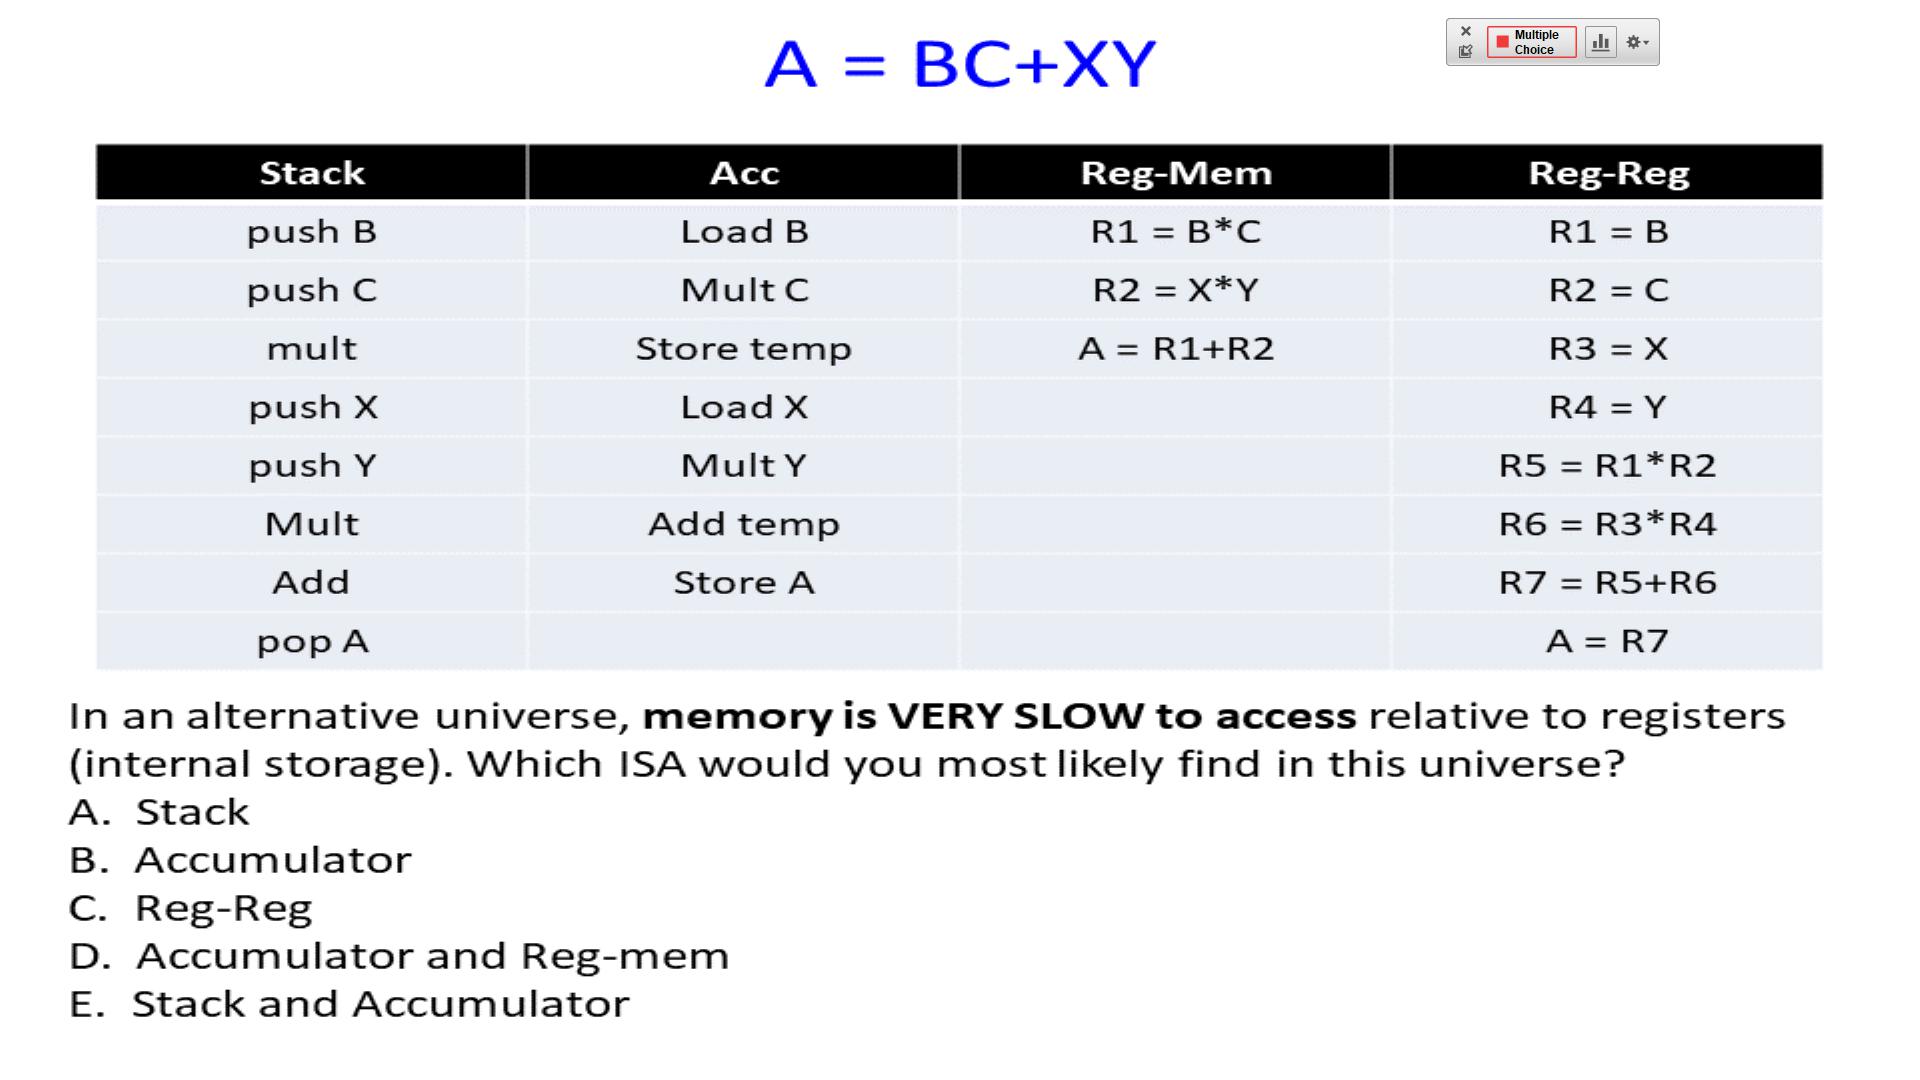 A = BC+XY
Multiple
Choice
Stack Acc Reg-Mem Reg-Reg
push B Load B R1 = B*C R1 = B
push C Mult C R2 = X*Y R2 = C
mult Store temp A = R1+R2 R3 = X
push X Load X R4 = Y
push Y Mult Y R5 = R1*R2
Mult Add temp R6 = R3*R4
Add Store A R7 = R5+R6
pop A A = R7
In an alternative universe, memory is VERY SLOW to access relative to registers
(internal storage). Which ISA would you most likely find in this universe?
A. Stack
B. Accumulator
C. Reg-Reg
D. Accumulator and Reg-mem
E. Stack and Accumulator